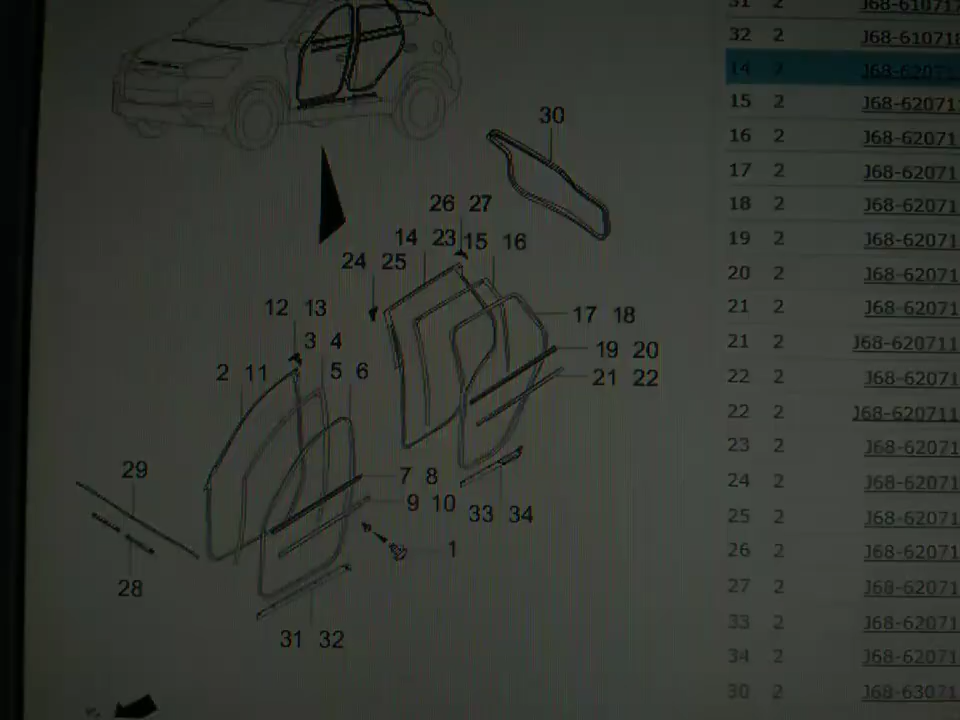 30
26 27
14 23 15 16
24 25
12 13
17 18
3 4
19 20
2 11
5 6
21 22
29
7 8
9 10
33 34
1
28
31 32
31 2
32 2 J68-610718
14 2
15 2 J68-62071
16 2 J68-62071
17 2 J68-62071
18 2 J68-62071
19 2 J68-62071
20 2 J68-62071
21 2 J68-62071
21 2 J68-620711
22 2 J68-62071
22 2 J68-620711
23 2 J68-62071
24 2 J68-62071
25 2 J68-62071
26 2 J68-62071
27 2 J68-62071
33 2 J68-62071
34 2 J68-62071
30 2 J68-63071